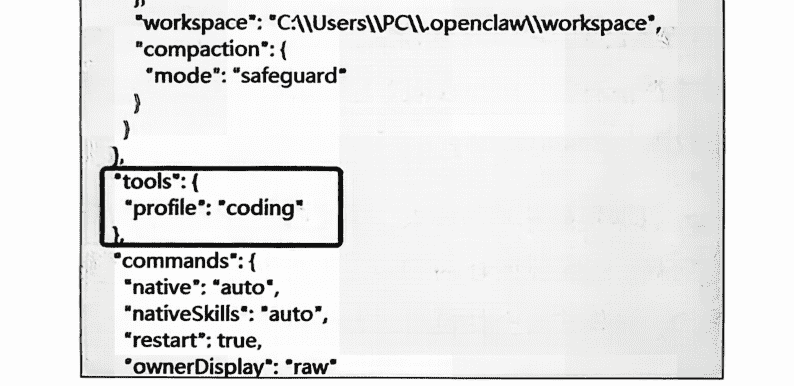 },
"workspace": "C:\\Users\\PC\\.openclaw\\workspace",
"compaction": {
"mode": "safeguard"
}
}
},
"tools": {
"profile": "coding"
},
"commands": {
"native": "auto",
"nativeSkills": "auto",
"restart": true,
"ownerDisplay": "raw"